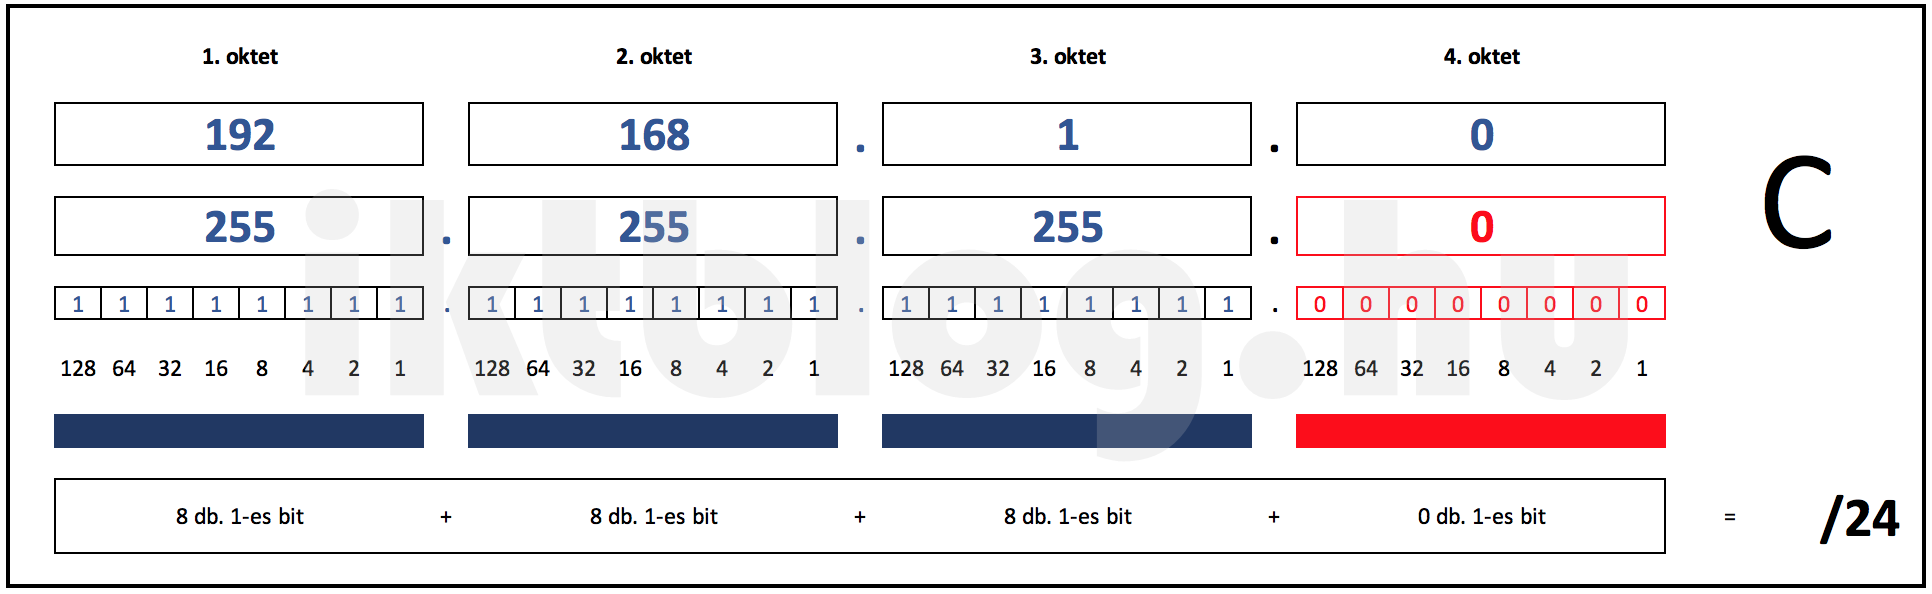 1. oktet 2. oktet 3. oktet 4. oktet
192 168 . 1 . 0
C
255 . 255 . 255 . 0
1 1 1 1 1 1 1 1 . 1 1 1 1 1 1 1 1 . 1 1 1 1 1 1 1 1 . 0 0 0 0 0 0 0 0
128 64 32 16 8 4 2 1 128 64 32 16 8 4 2 1 128 64 32 16 8 4 2 1 128 64 32 16 8 4 2 1
8 db. 1-es bit + 8 db. 1-es bit + 8 db. 1-es bit + 0 db. 1-es bit = /24
iktblog.hu